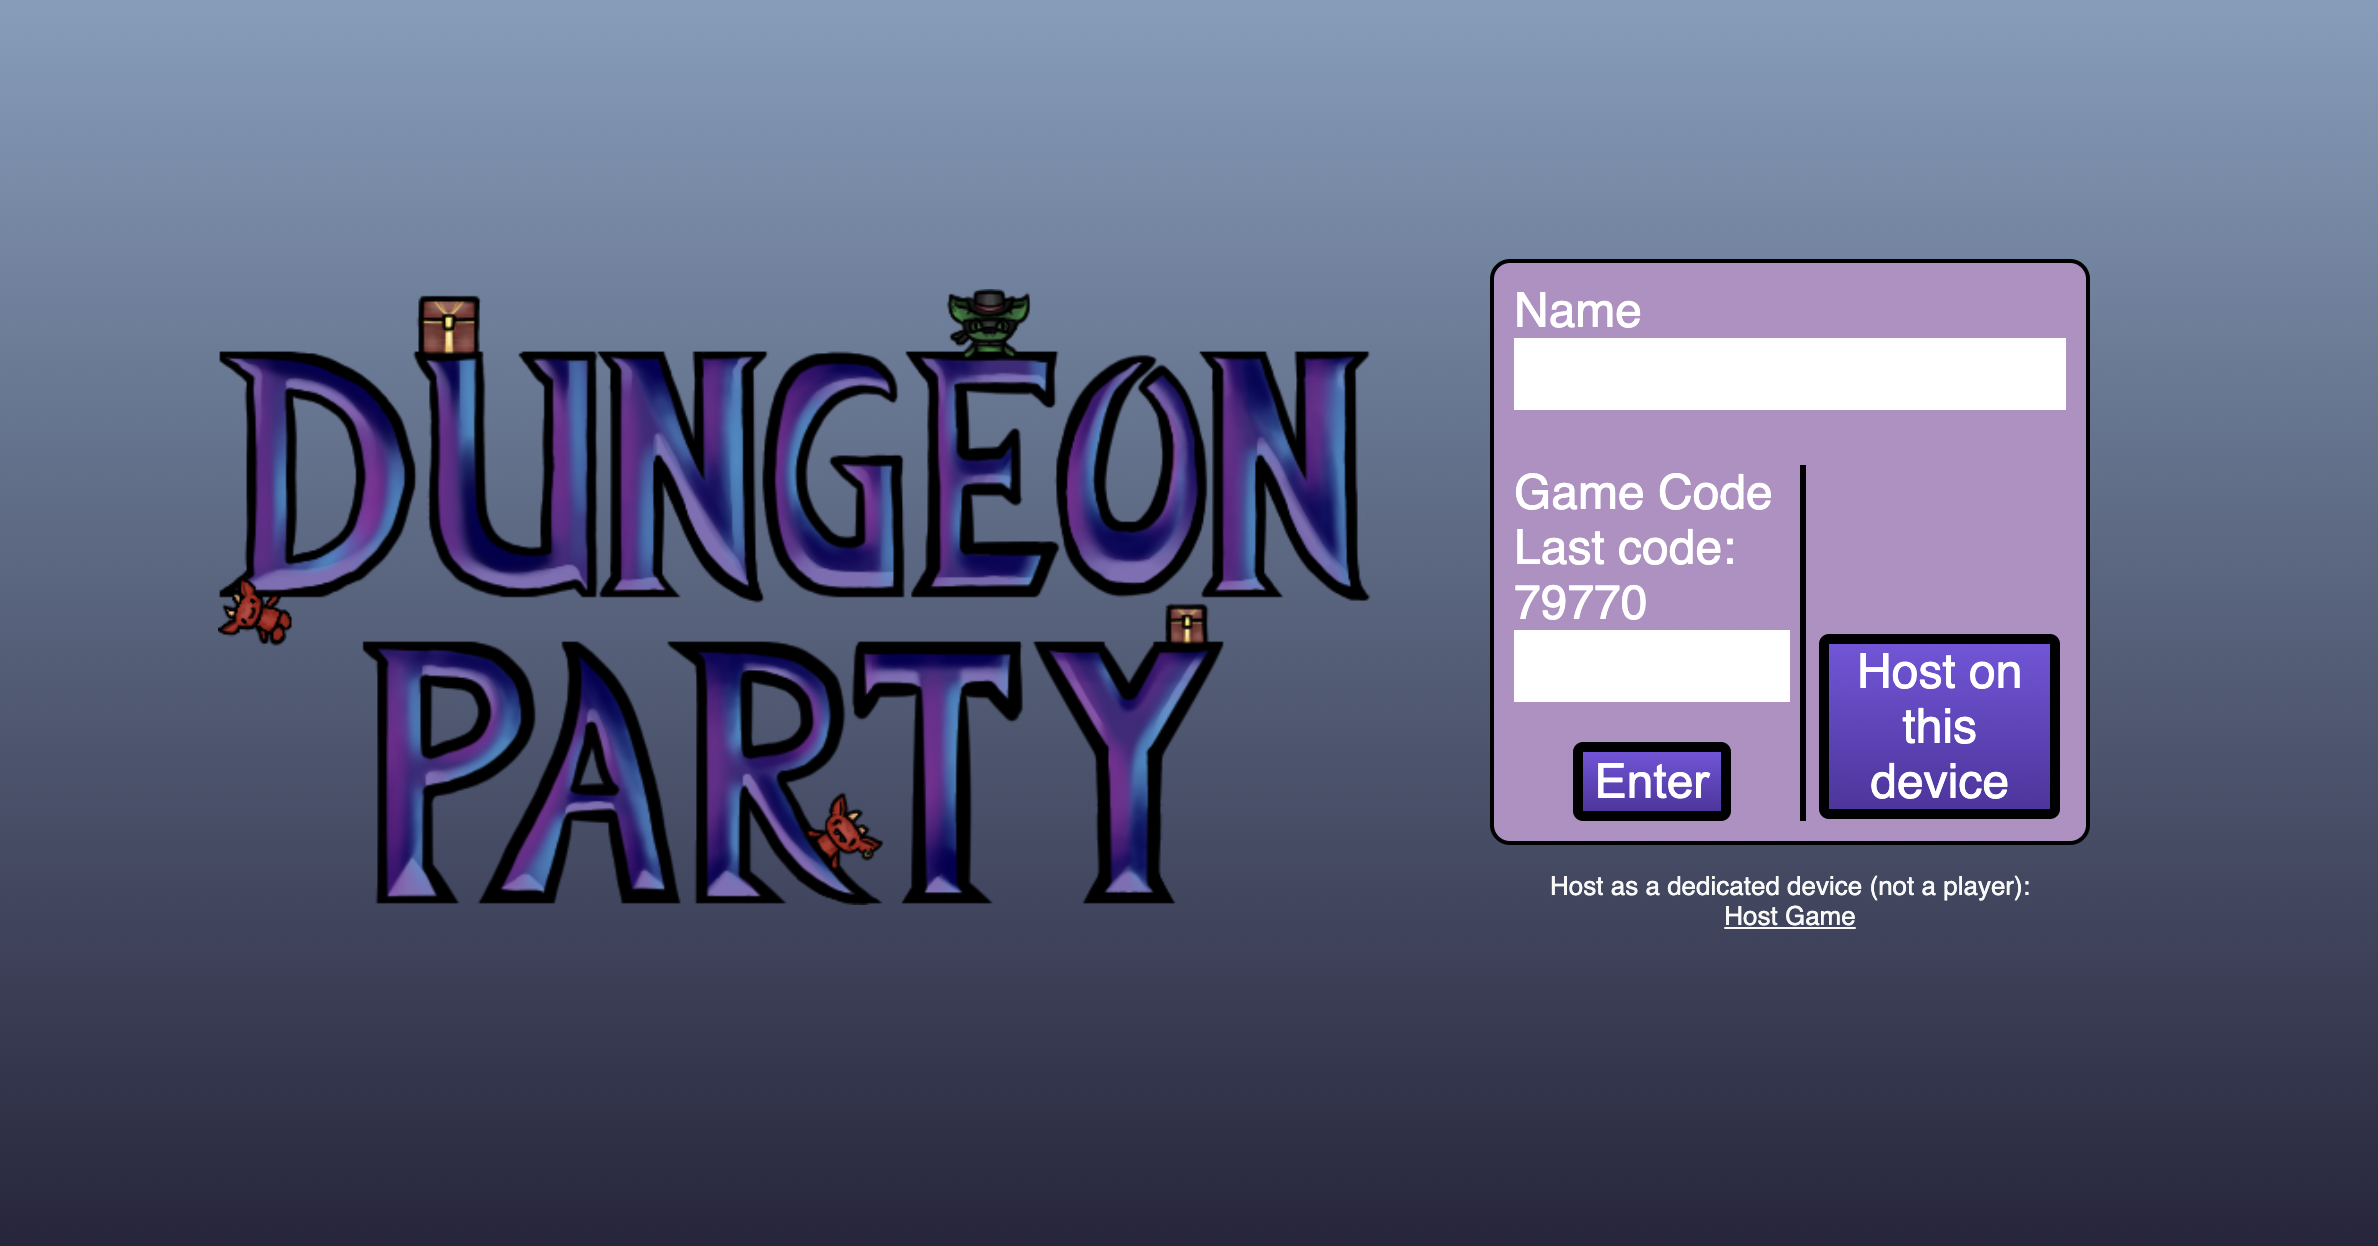 DUNGEON
PARTY
Name
Game Code
Last code:
79770
Enter
Host on
this
device
Host as a dedicated device (not a player):
Host Game